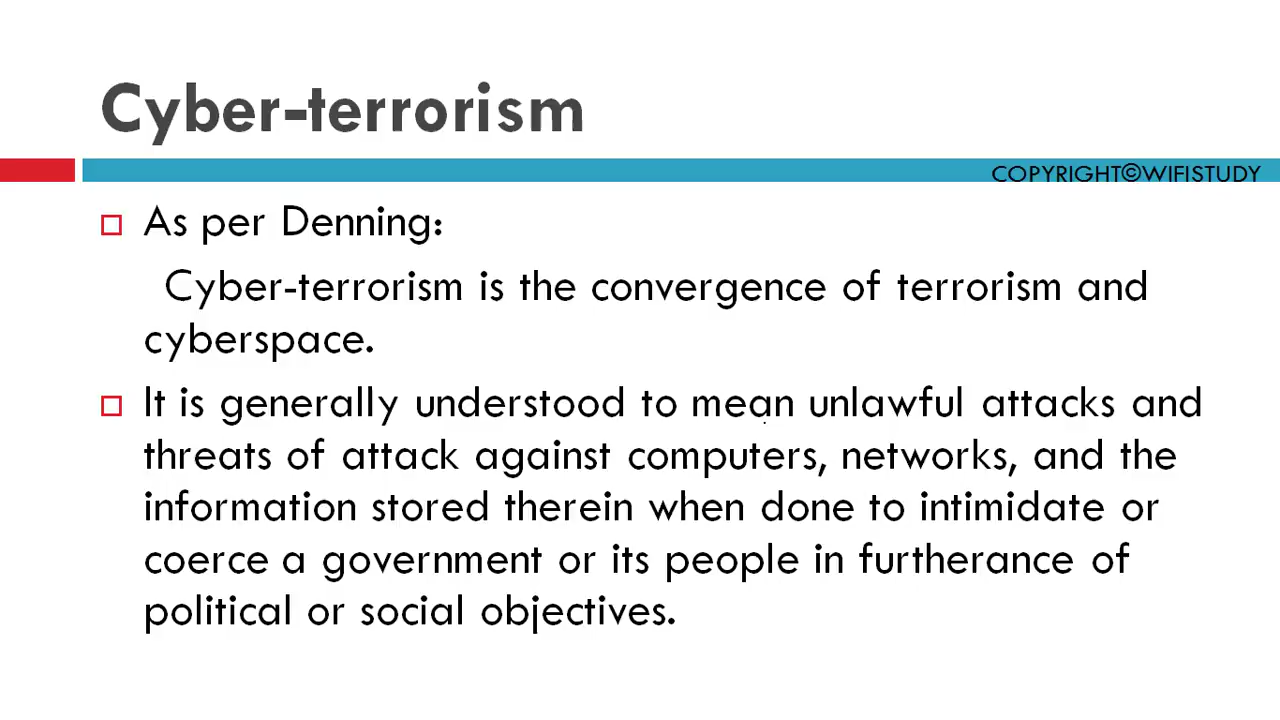 Cyber-terrorism
COPYRIGHT©WIFISTUDY
As per Denning:
Cyber-terrorism is the convergence of terrorism and
cyberspace.
It is generally understood to mean unlawful attacks and
threats of attack against computers, networks, and the
information stored therein when done to intimidate or
coerce a government or its people in furtherance of
political or social objectives.